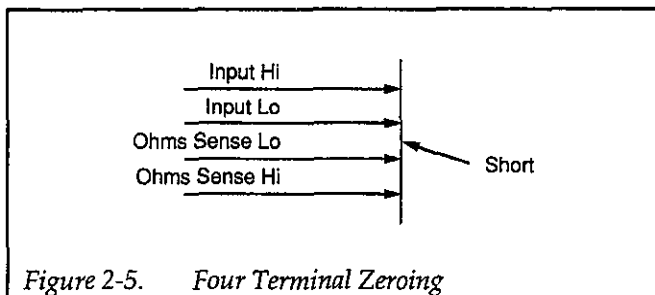 Input Hi
Input Lo
Ohms Sense Lo
Ohms Sense Hi
Short
Figure 2-5. Four Terminal Zeroing